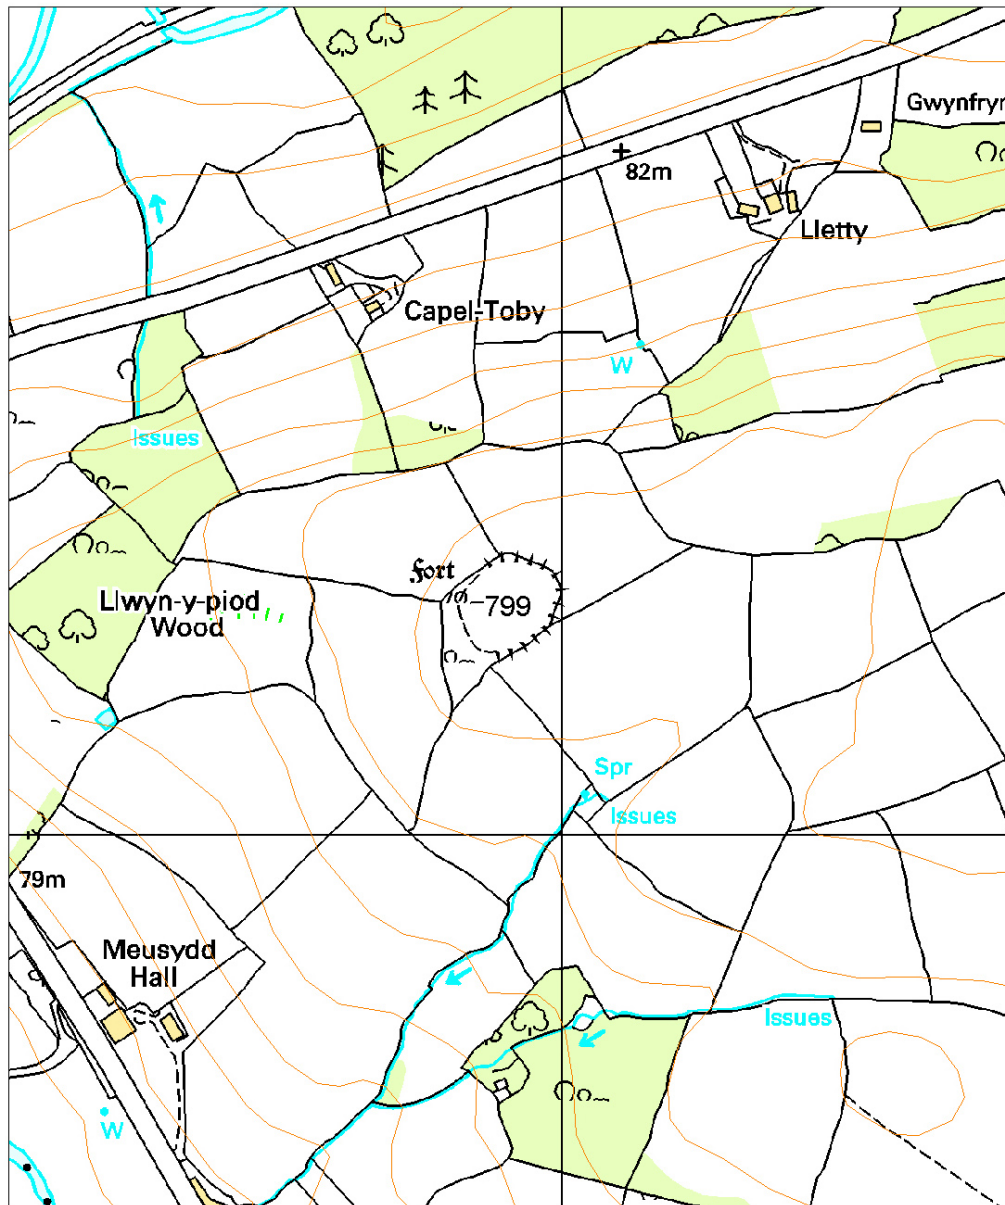 Gwynfryn
82m
Lletty
Capel-Toby
W
Issues
Fort
799
Llwyn-y-piod
Wood
Spr
Issues
79m
Meusydd
Hall
Issues
W